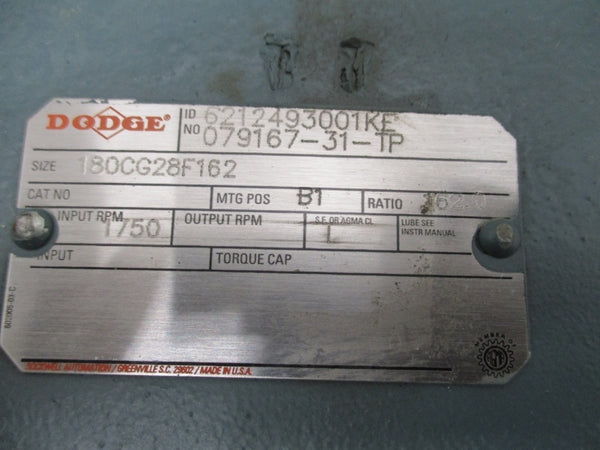 DODGE®
ID 6212493001KF
NO 079167-31-TP
SIZE 180CG28F162
CAT NO MTG POS B1 RATIO 162.0
INPUT RPM 1750 OUTPUT RPM S.F. OR AGMA CL L LUBE SEE
INSTR MANUAL
INPUT TORQUE CAP
ROCKWELL AUTOMATION / GREENVILLE S.C. 29602 / MADE IN U.S.A.
MEMBER OF